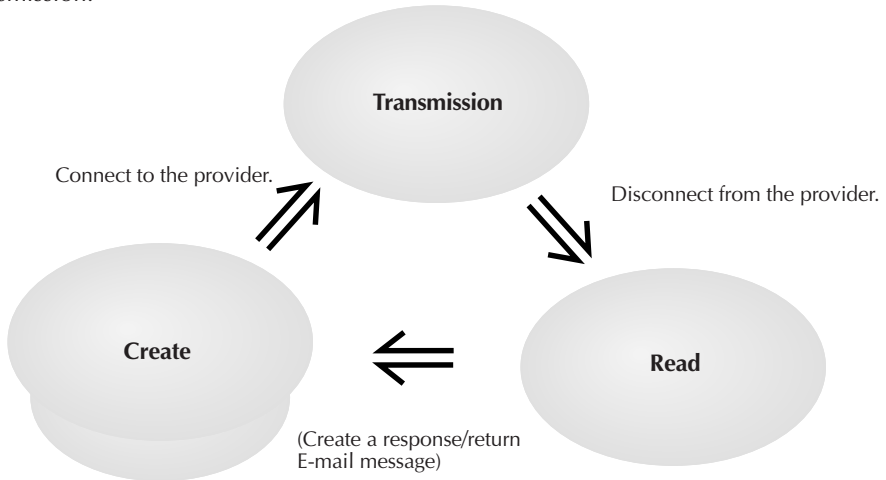 Transmission
Connect to the provider.
Disconnect from the provider.
Create
Read
(Create a response/return
E-mail message)